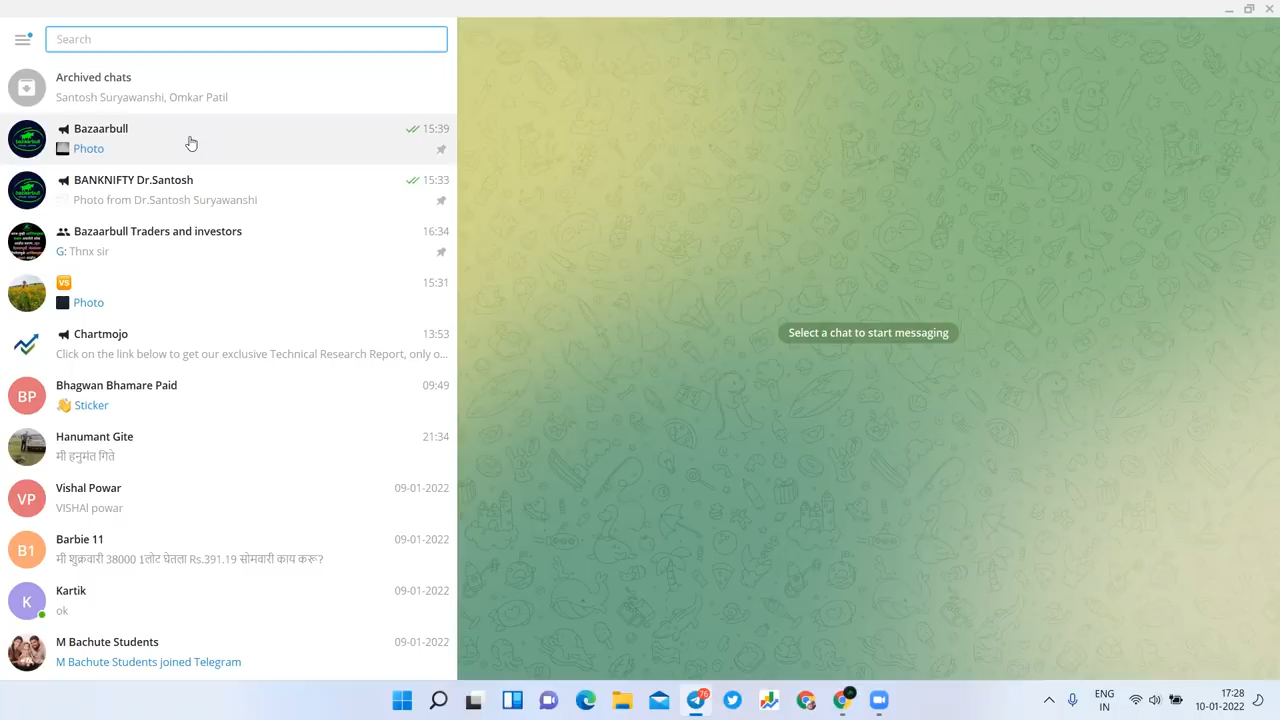 Search
Archived chats
Santosh Suryawanshi, Omkar Patil
Bazaarbull 15:39
Photo
BANKNIFTY Dr.Santosh 15:33
Photo from Dr.Santosh Suryawanshi
Bazaarbull Traders and investors 16:34
G: Thnx sir
VS 15:31
Photo
Chartmojo 13:53
Click on the link below to get our exclusive Technical Research Report, only o...
BP Bhagwan Bhamare Paid 09:49
Sticker
Hanumant Gite 21:34
मी हनुमंत गिते
VP Vishal Powar 09-01-2022
VISHAl powar
B1 Barbie 11 09-01-2022
मी शुक्रवारी 38000 1लोट घेतला Rs.391.19 सोमवारी काय करू?
K Kartik 09-01-2022
ok
M Bachute Students 09-01-2022
M Bachute Students joined Telegram
Select a chat to start messaging
76
ENG
IN
17:28
10-01-2022